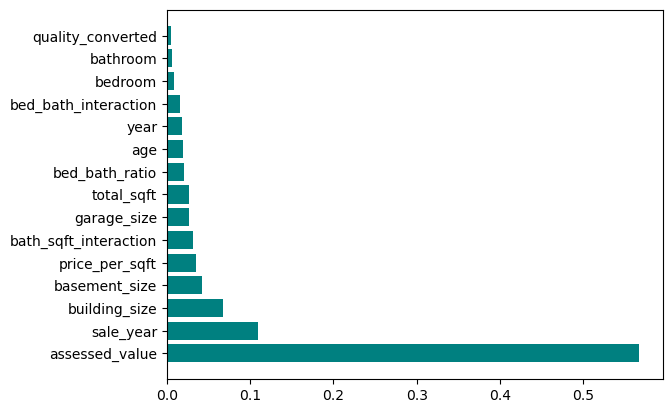 quality_converted
bathroom
bedroom
bed_bath_interaction
year
age
bed_bath_ratio
total_sqft
garage_size
bath_sqft_interaction
price_per_sqft
basement_size
building_size
sale_year
assessed_value
0.0 0.1 0.2 0.3 0.4 0.5